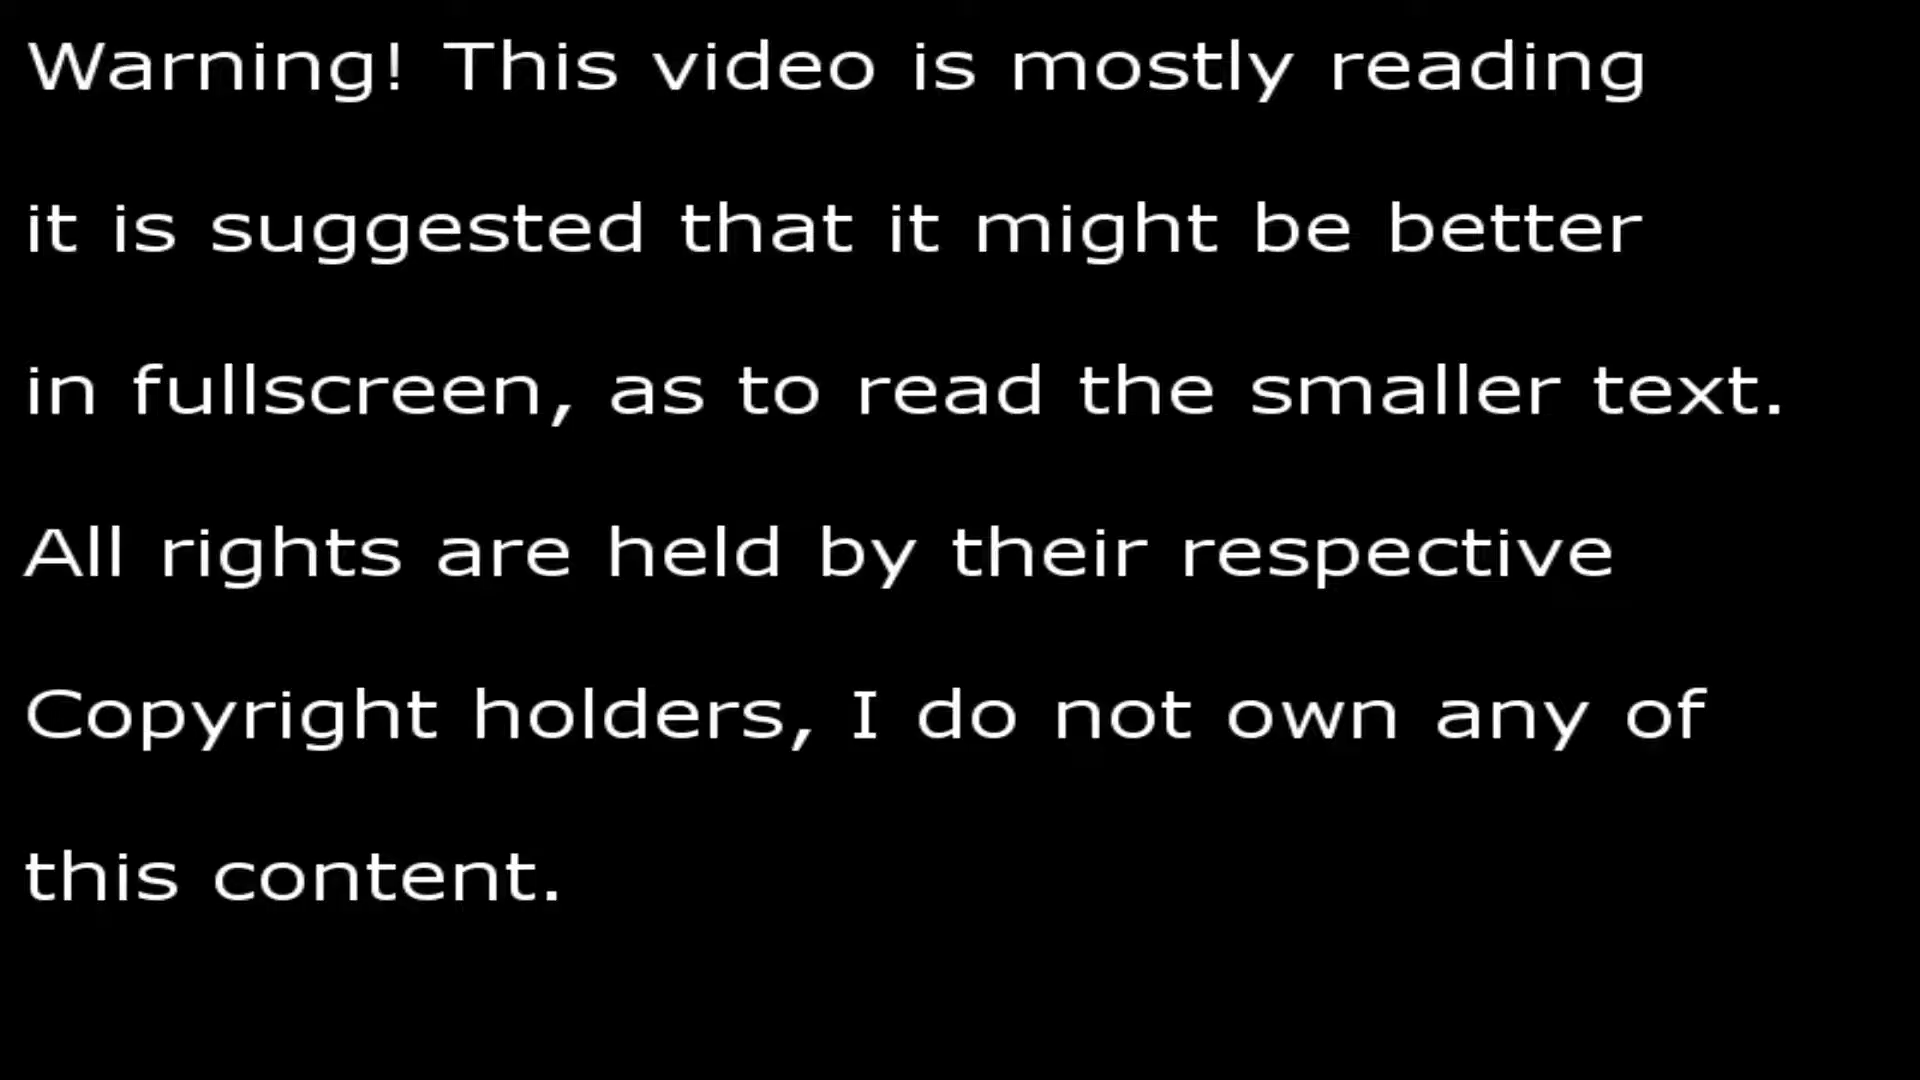 Warning! This video is mostly reading
it is suggested that it might be better
in fullscreen, as to read the smaller text.
All rights are held by their respective
Copyright holders, I do not own any of
this content.